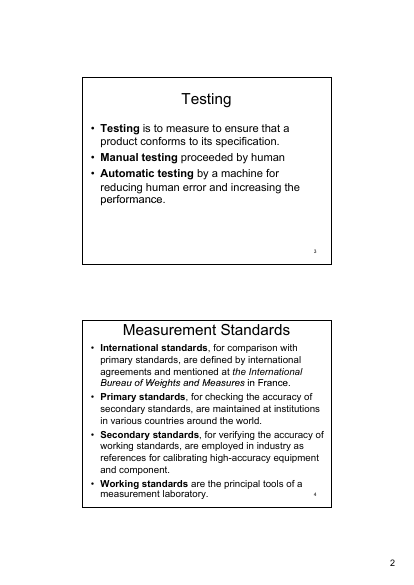 Testing
• Testing is to measure to ensure that a
product conforms to its specification.
• Manual testing proceeded by human
• Automatic testing by a machine for
reducing human error and increasing the
performance.
3
Measurement Standards
• International standards, for comparison with
primary standards, are defined by international
agreements and mentioned at the International
Bureau of Weights and Measures in France.
• Primary standards, for checking the accuracy of
secondary standards, are maintained at institutions
in various countries around the world.
• Secondary standards, for verifying the accuracy of
working standards, are employed in industry as
references for calibrating high-accuracy equipment
and component.
• Working standards are the principal tools of a
measurement laboratory.
4
2